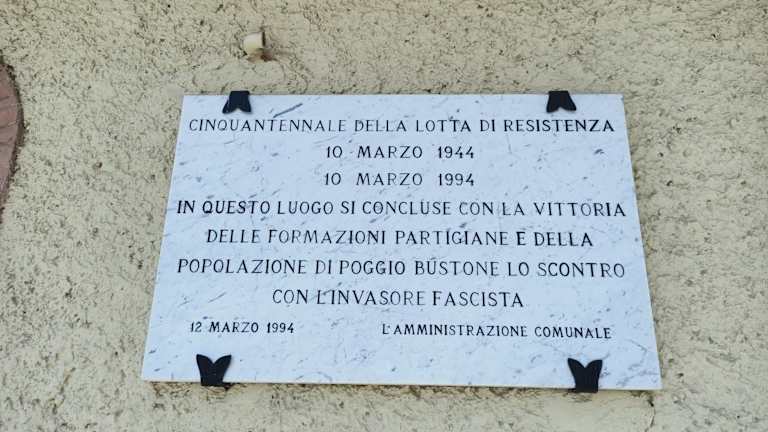 CINQUANTENNALE DELLA LOTTA DI RESISTENZA
10 MARZO 1944
10 MARZO 1994
IN QUESTO LUOGO SI CONCLUSE CON LA VITTORIA
DELLE FORMAZIONI PARTIGIANE E DELLA
POPOLAZIONE DI POGGIO BUSTONE LO SCONTRO
CON L'INVASORE FASCISTA
12 MARZO 1994 L'AMMINISTRAZIONE COMUNALE